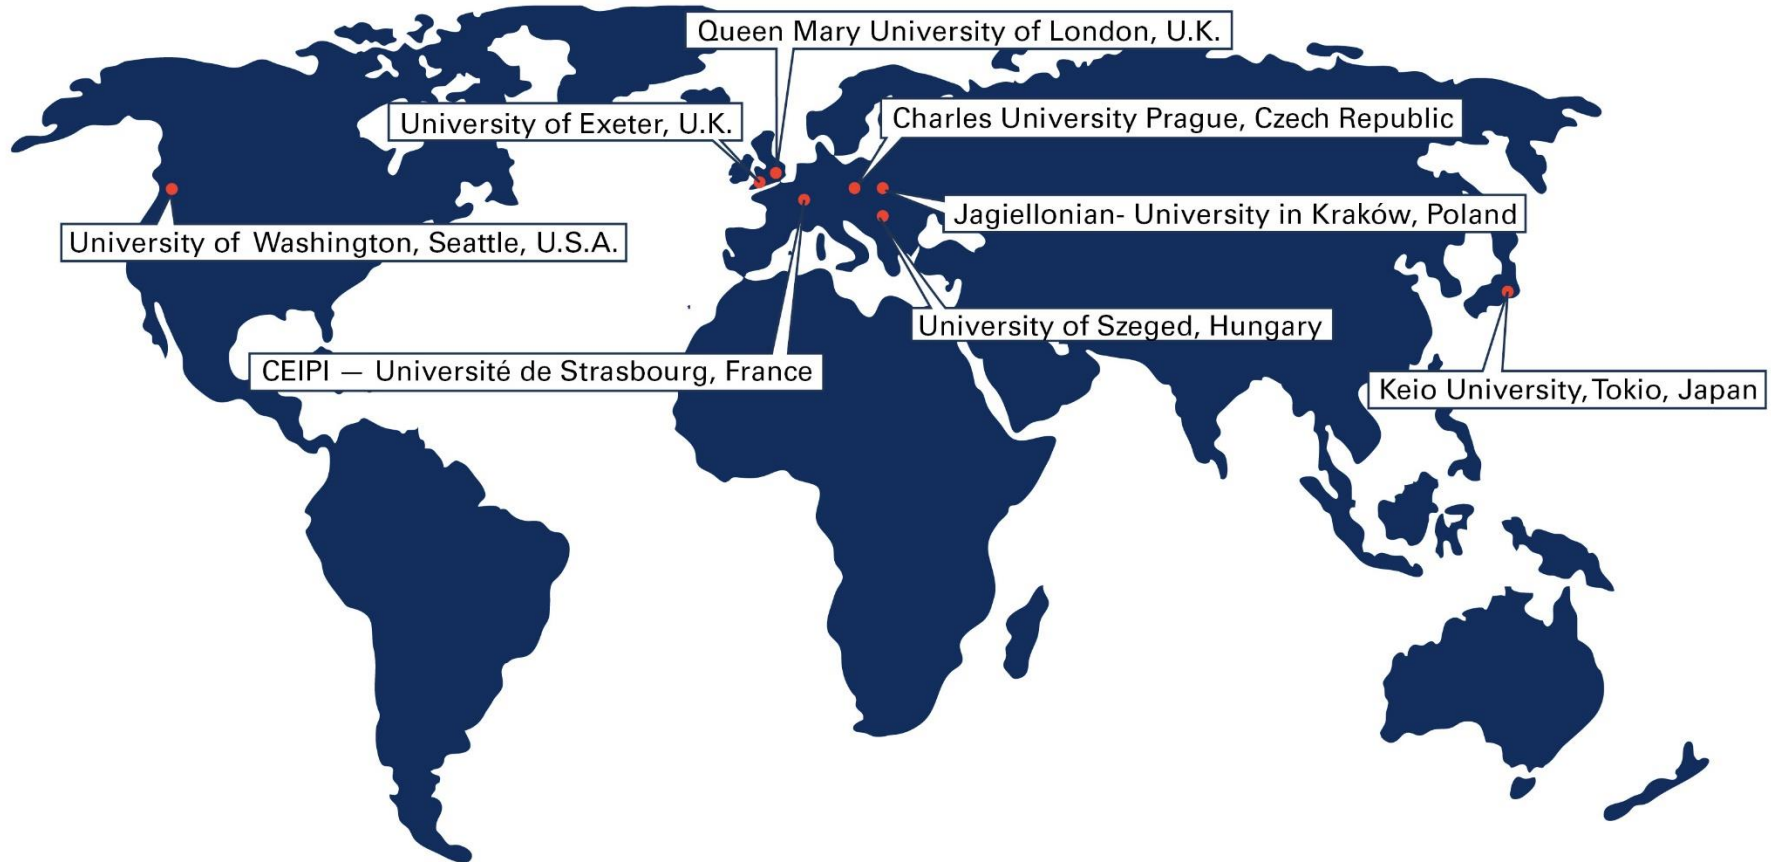 Queen Mary University of London, U.K.
University of Exeter, U.K.
Charles University Prague, Czech Republic
Jagiellonian- University in Kraków, Poland
University of Washington, Seattle, U.S.A.
University of Szeged, Hungary
CEIPI — Université de Strasbourg, France
Keio University, Tokio, Japan